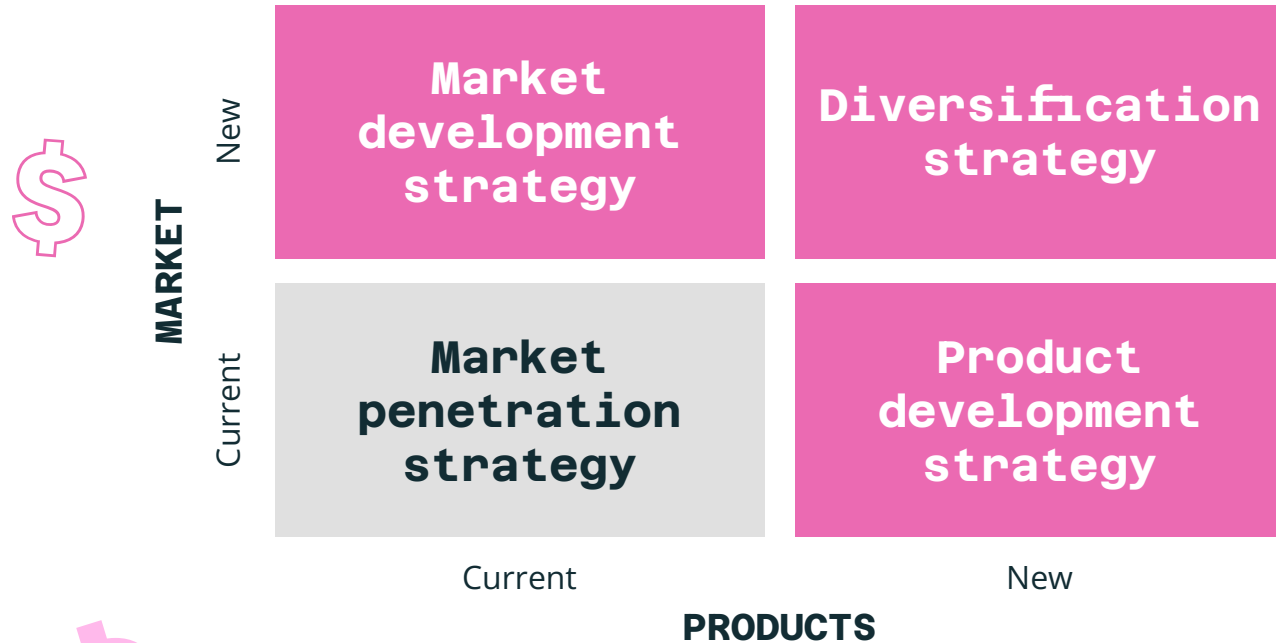 $
MARKET
New
Market
development
strategy
Diversification
strategy
Current
Market
penetration
strategy
Product
development
strategy
Current
New
PRODUCTS